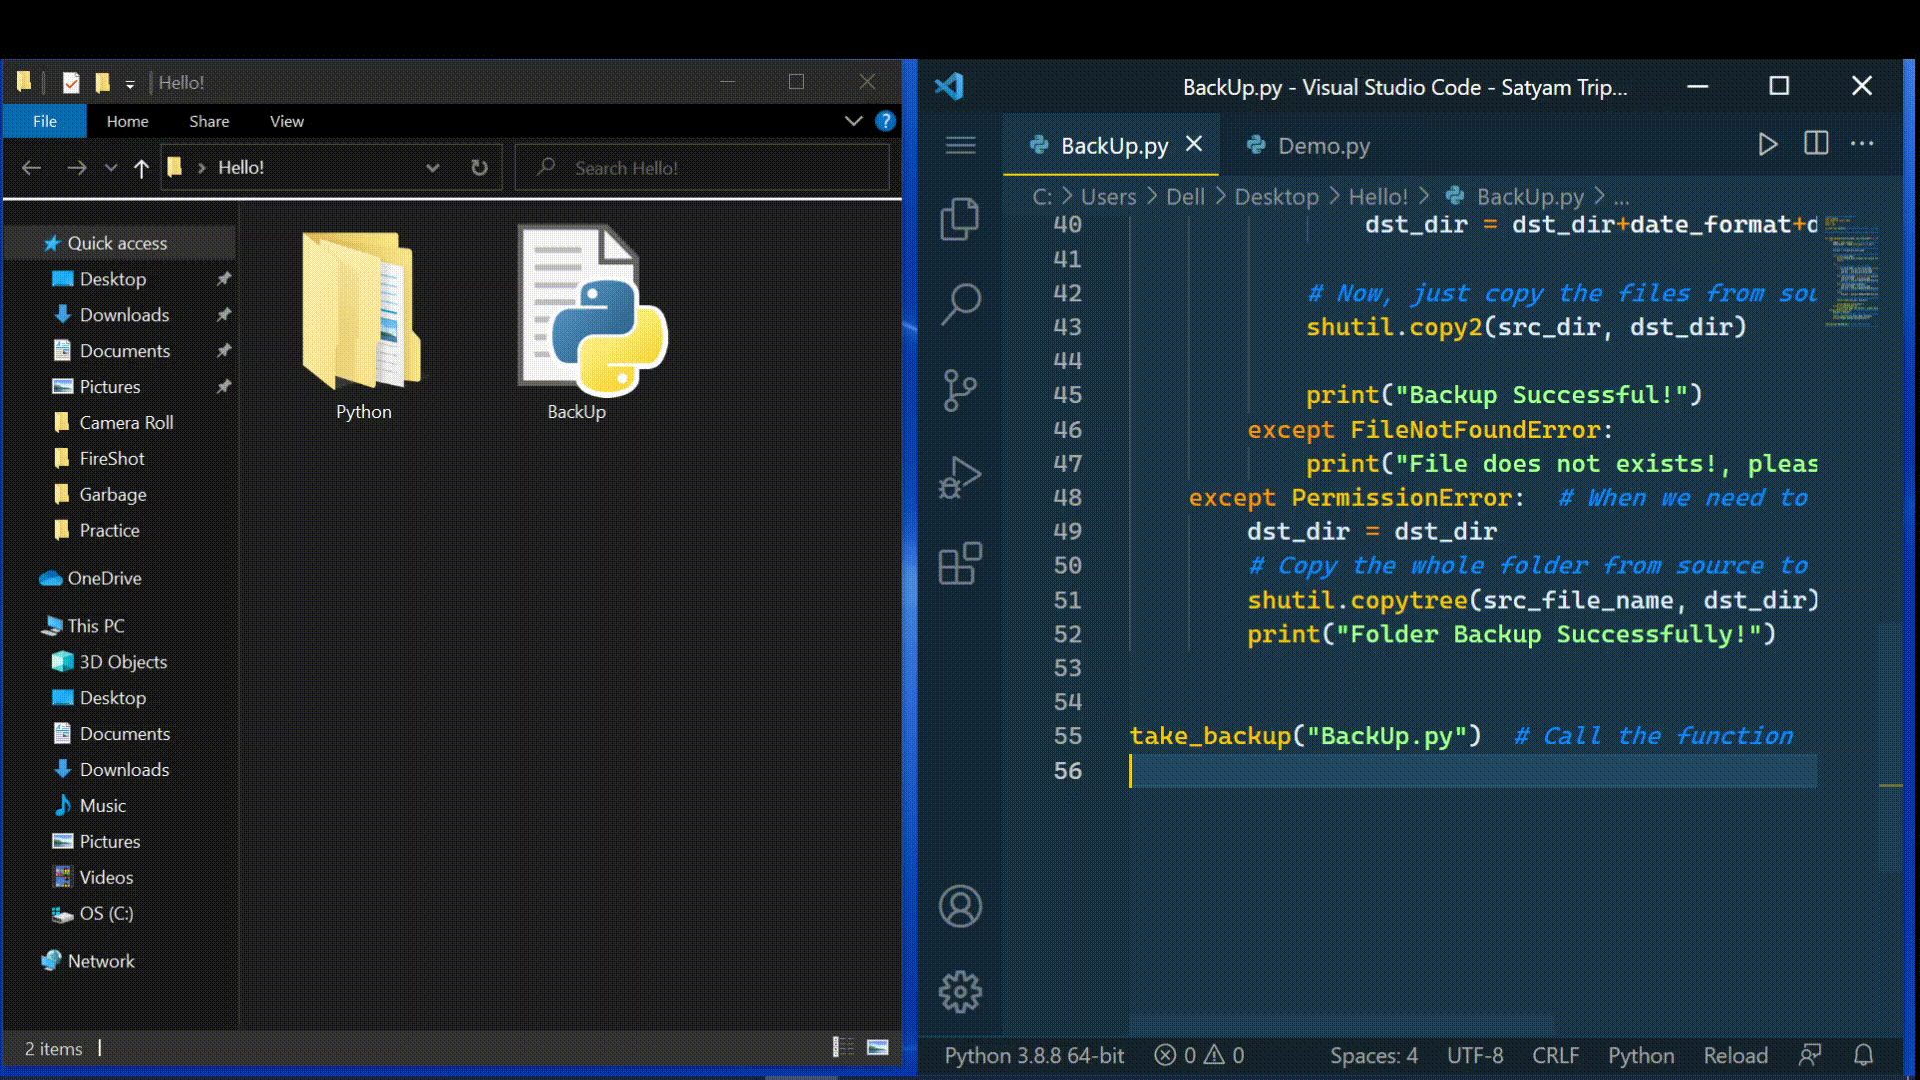 Hello!
File Home Share View
Hello!
Search Hello!
Quick access
Desktop
Downloads
Documents
Pictures
Camera Roll
FireShot
Garbage
Practice
OneDrive
This PC
3D Objects
Desktop
Documents
Downloads
Music
Pictures
Videos
OS (C:)
Network
Python
BackUp
2 items
BackUp.py - Visual Studio Code - Satyam Trip...
BackUp.py Demo.py
C: > Users > Dell > Desktop > Hello! > BackUp.py > ...
40 dst_dir = dst_dir+date_format+d
41
42 # Now, just copy the files from sou
43 shutil.copy2(src_dir, dst_dir)
44
45 print("Backup Successful!")
46 except FileNotFoundError:
47 print("File does not exists!, pleas
48 except PermissionError: # When we need to
49 dst_dir = dst_dir
50 # Copy the whole folder from source to
51 shutil.copytree(src_file_name, dst_dir)
52 print("Folder Backup Successfully!")
53
54
55 take_backup("BackUp.py") # Call the function
56
Python 3.8.8 64-bit 0 0 Spaces: 4 UTF-8 CRLF Python Reload